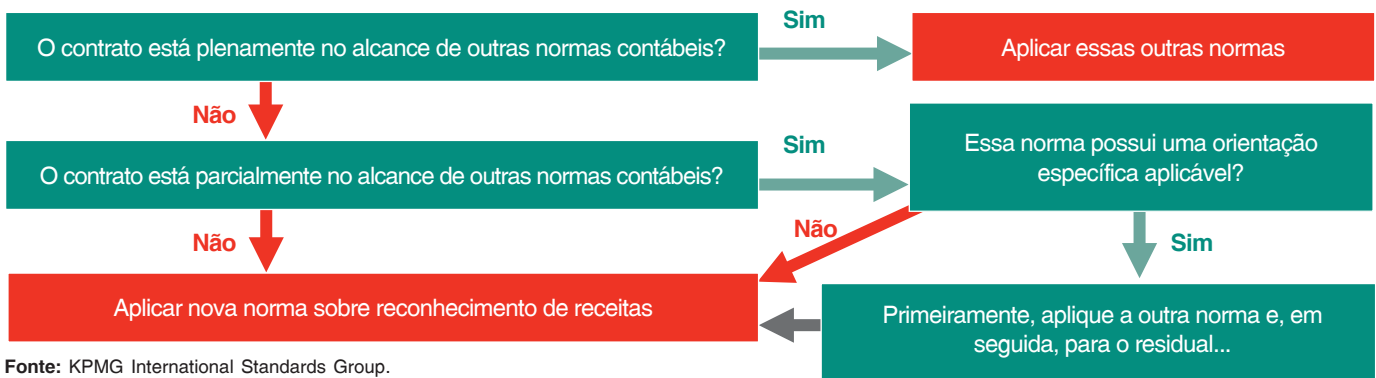 O contrato está plenamente no alcance de outras normas contábeis?
Sim
Aplicar essas outras normas
Não
O contrato está parcialmente no alcance de outras normas contábeis?
Sim
Essa norma possui uma orientação
específica aplicável?
Não
Não
Sim
Aplicar nova norma sobre reconhecimento de receitas
Primeiramente, aplique a outra norma e, em
seguida, para o residual...
Fonte: KPMG International Standards Group.